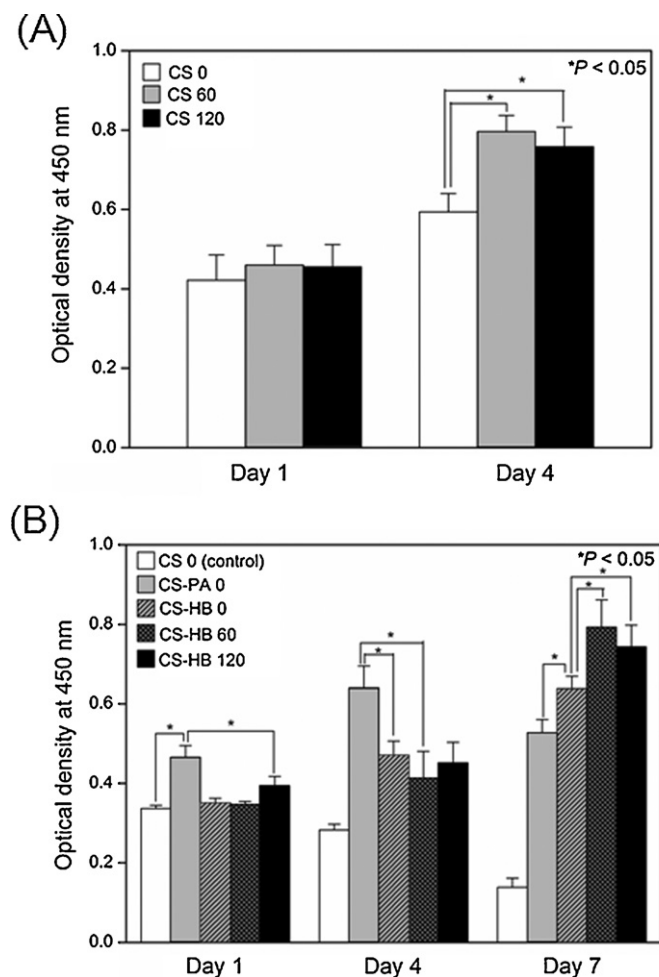 (A)
1.0
0.8
0.6
0.4
0.2
0.0
Optical density at 450 nm
CS 0
CS 60
CS 120
*P < 0.05
*
*
Day 1
Day 4
(B)
1.0
0.8
0.6
0.4
0.2
0.0
Optical density at 450 nm
CS 0 (control)
CS-PA 0
CS-HB 0
CS-HB 60
CS-HB 120
*P < 0.05
*
*
*
*
*
*
*
Day 1
Day 4
Day 7